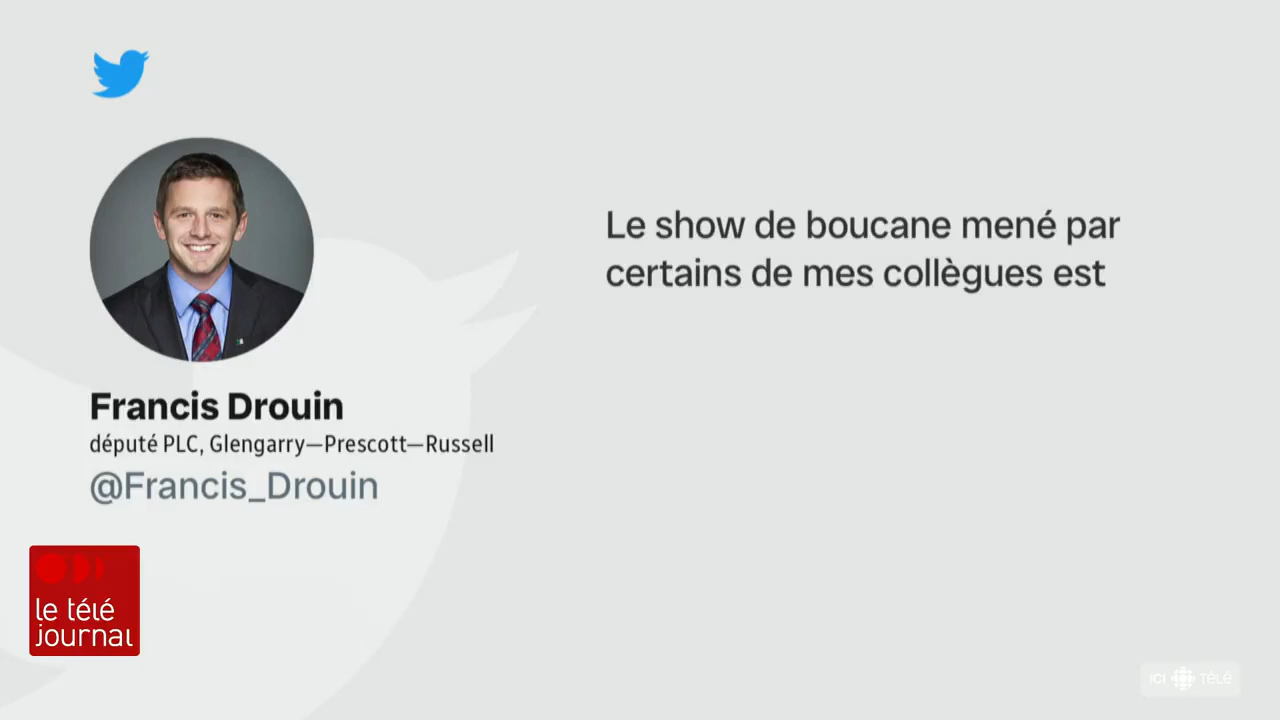 Le show de boucane mené par
certains de mes collègues est
Francis Drouin
député PLC, Glengarry—Prescott—Russell
@Francis_Drouin
le télé
journal
ICI TÉLÉ